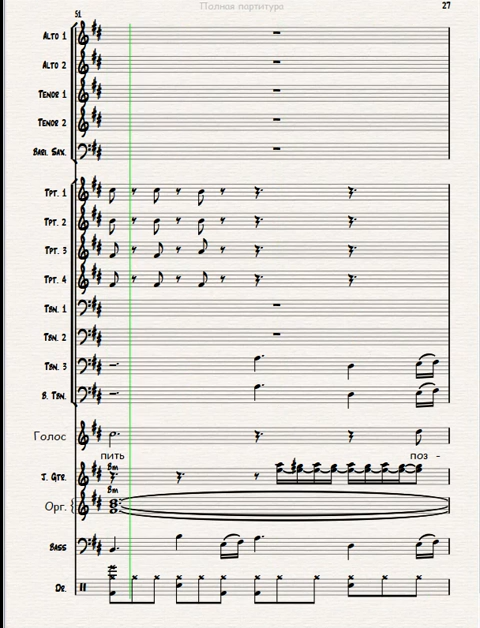 Полная партитура
27
51
ALTO 1
ALTO 2
TENOR 1
TENOR 2
BARI. SAX.
TPT. 1
TPT. 2
TPT. 3
TPT. 4
TBN. 1
TBN. 2
TBN. 3
B. TBN.
Голос
пить поз -
J. GTR.
Bm
Bm
Орг.
BASS
DR.